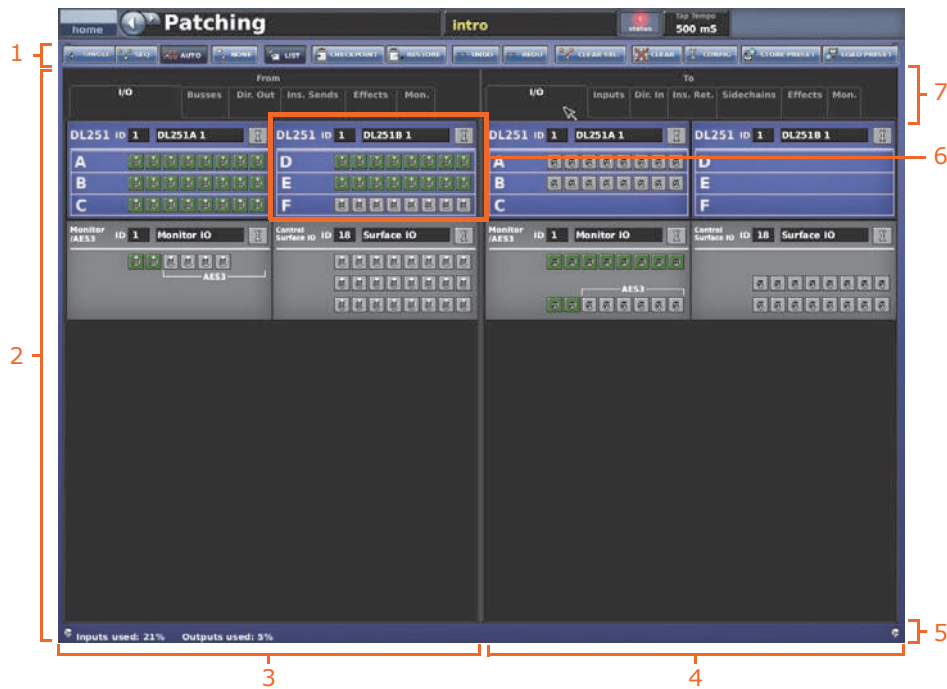 home Patching intro status Tap Tempo 500 mS
1 SINGLE SEQ. AUTO NONE LIST CHECKPOINT RESTORE UNDO REDO CLEAR SEL. CLEAR CONFIG STORE PRESET LOAD PRESET
From To
I/O Busses Dir. Out Ins. Sends Effects Mon. I/O Inputs Dir. In Ins. Ret. Sidechains Effects Mon. 7
DL251 ID 1 DL251A 1 DL251 ID 1 DL251B 1 DL251 ID 1 DL251A 1 DL251 ID 1 DL251B 1
A D A D 6
B E B E
C F C F
Monitor /AES3 ID 1 Monitor IO Control Surface IO ID 18 Surface IO Monitor /AES3 ID 1 Monitor IO Control Surface IO ID 18 Surface IO
AES3
AES3
2
Inputs used: 21% Outputs used: 5% 5
3 4